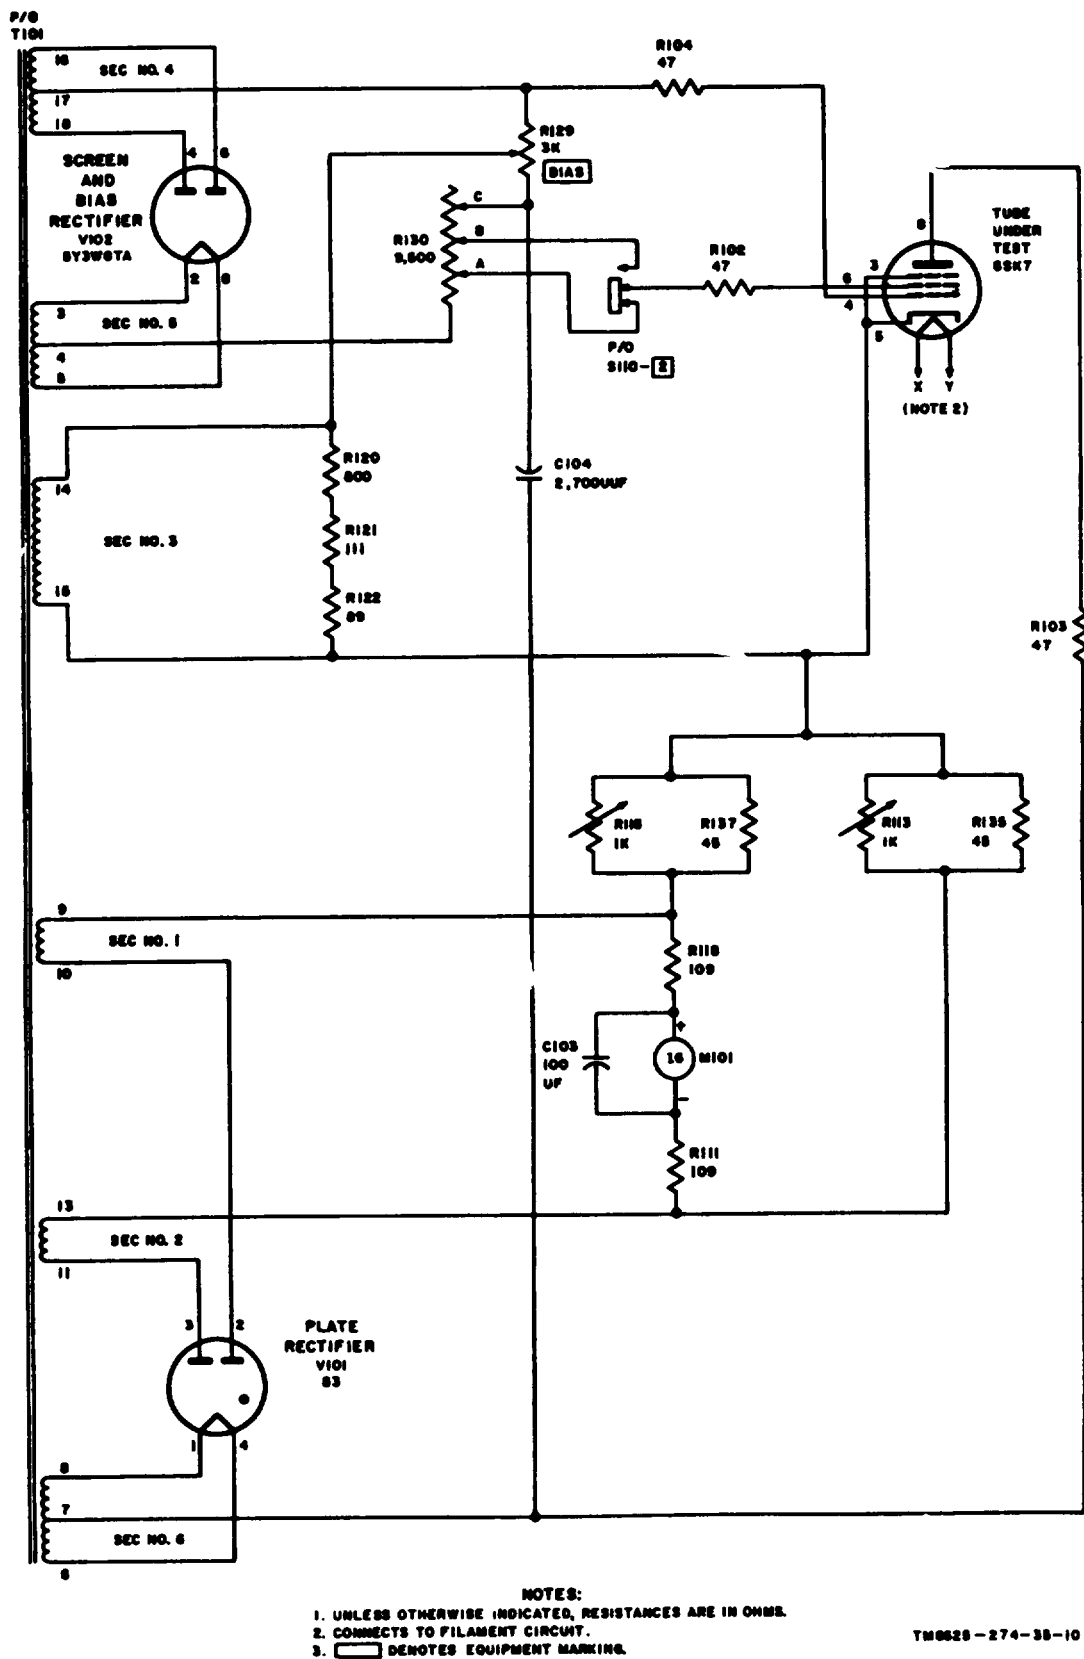 P/O
T101
16
SEC NO. 4
17
18
R104
47
R129
3K
BIAS
SCREEN
AND
BIAS
RECTIFIER
V102
4
6
2
8
C
B
A
R130
9,600
R102
47
8
3
6
4
5
TUBE
UNDER
TEST
6SK7
3
SEC NO. 5
4
5
P/O
S110-2
X Y
(NOTE 2)
R120
800
C104
2,700UUF
14
SEC NO. 3
R121
111
15
R122
89
R103
47
R137
R113
1K
R135
1K
9
SEC NO. 1
10
R118
109
C103
100
UF
+
16
M101
-
R111
109
13
SEC NO. 2
11
3
2
PLATE
RECTIFIER
V101
83
1
4
8
7
SEC NO. 6
6
NOTES:
1. UNLESS OTHERWISE INDICATED, RESISTANCES ARE IN OHMS.
2. CONNECTS TO FILAMENT CIRCUIT.
3. DENOTES EQUIPMENT MARKING.
TM6625-274-35-10